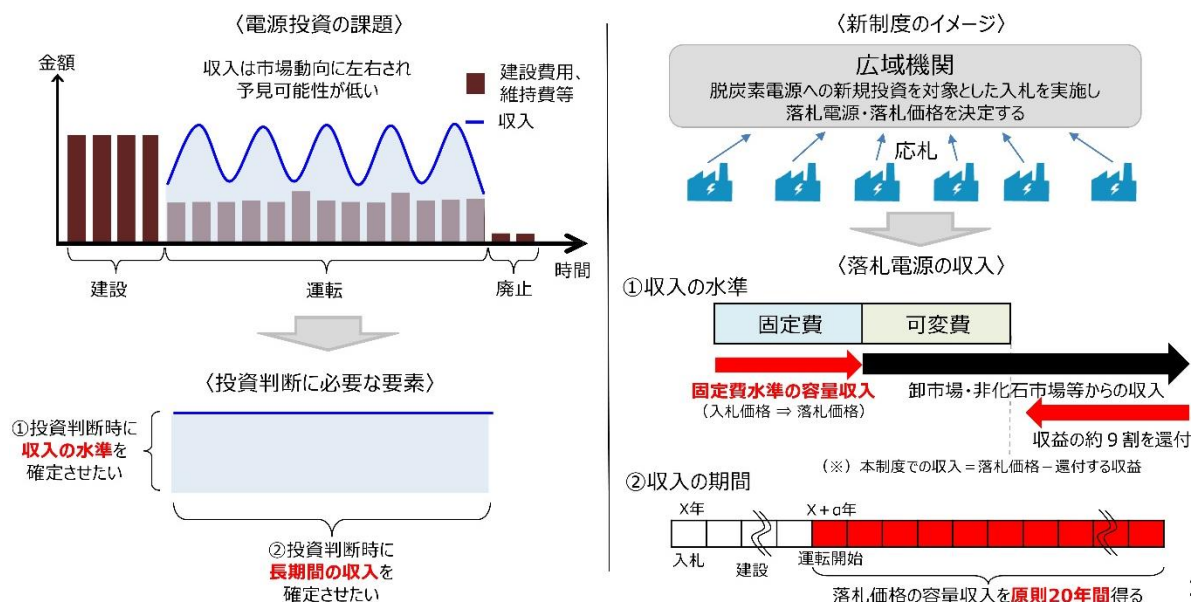 〈電源投資の課題〉
金額
収入は市場動向に左右され
予見可能性が低い
建設費用、
維持費等
収入
時間
建設
運転
廃止
〈投資判断に必要な要素〉
①投資判断時に
収入の水準を
確定させたい
②投資判断時に
長期間の収入を
確定させたい
〈新制度のイメージ〉
広域機関
脱炭素電源への新規投資を対象とした入札を実施し
落札電源・落札価格を決定する
応札
〈落札電源の収入〉
①収入の水準
固定費
可変費
固定費水準の容量収入
（入札価格 ⇒ 落札価格）
卸市場・非化石市場等からの収入
収益の約９割を還付
（※）本制度での収入＝落札価格－還付する収益
②収入の期間
X年
X＋α年
入札
建設
運転開始
落札価格の容量収入を原則20年間得る